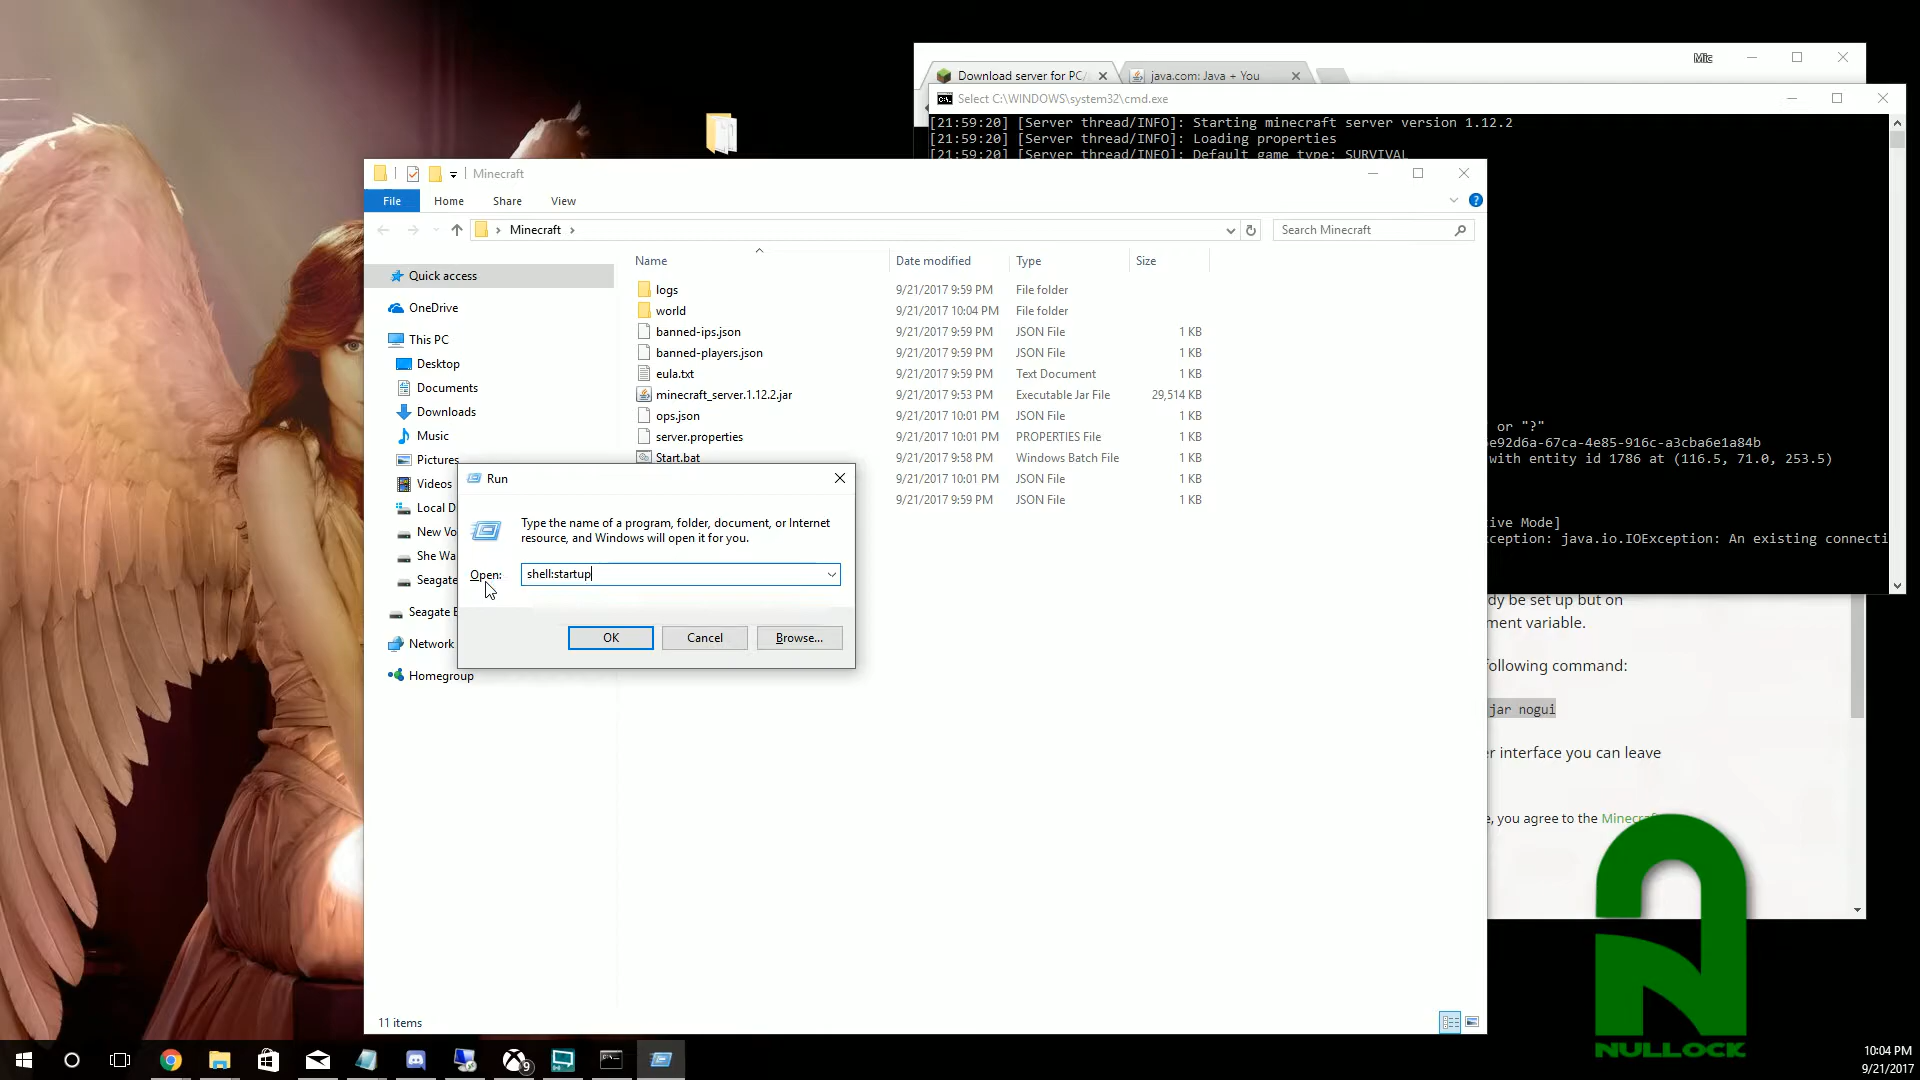 Mic
Download server for PC/
java.com: Java + You
Select C:\WINDOWS\system32\cmd.exe
[21:59:20] [Server thread/INFO]: Starting minecraft server version 1.12.2
[21:59:20] [Server thread/INFO]: Loading properties
[21:59:20] [Server thread/INFO]: Default game type: SURVIVAL
Minecraft
File Home Share View
Minecraft
Search Minecraft
Name Date modified Type Size
Quick access
OneDrive
This PC
Desktop
Documents
Downloads
Music
Pictures
Videos
Local D
New Vo
She Wa
Seagate
Seagate E
Network
Homegroup
logs 9/21/2017 9:59 PM File folder
world 9/21/2017 10:04 PM File folder
banned-ips.json 9/21/2017 9:59 PM JSON File 1 KB
banned-players.json 9/21/2017 9:59 PM JSON File 1 KB
eula.txt 9/21/2017 9:59 PM Text Document 1 KB
minecraft_server.1.12.2.jar 9/21/2017 9:53 PM Executable Jar File 29,514 KB
ops.json 9/21/2017 10:01 PM JSON File 1 KB
server.properties 9/21/2017 10:01 PM PROPERTIES File 1 KB
Start.bat 9/21/2017 9:58 PM Windows Batch File 1 KB
9/21/2017 10:01 PM JSON File 1 KB
9/21/2017 9:59 PM JSON File 1 KB
Run
Type the name of a program, folder, document, or Internet
resource, and Windows will open it for you.
Open: shell:startup
OK Cancel Browse...
or "?"
e92d6a-67ca-4e85-916c-a3cba6e1a84b
with entity id 1786 at (116.5, 71.0, 253.5)
ive Mode]
ception: java.io.IOException: An existing connecti
dy be set up but on
ment variable.
following command:
jar nogui
r interface you can leave
e, you agree to the Minecraf
11 items
NULLOCK
9
10:04 PM
9/21/2017